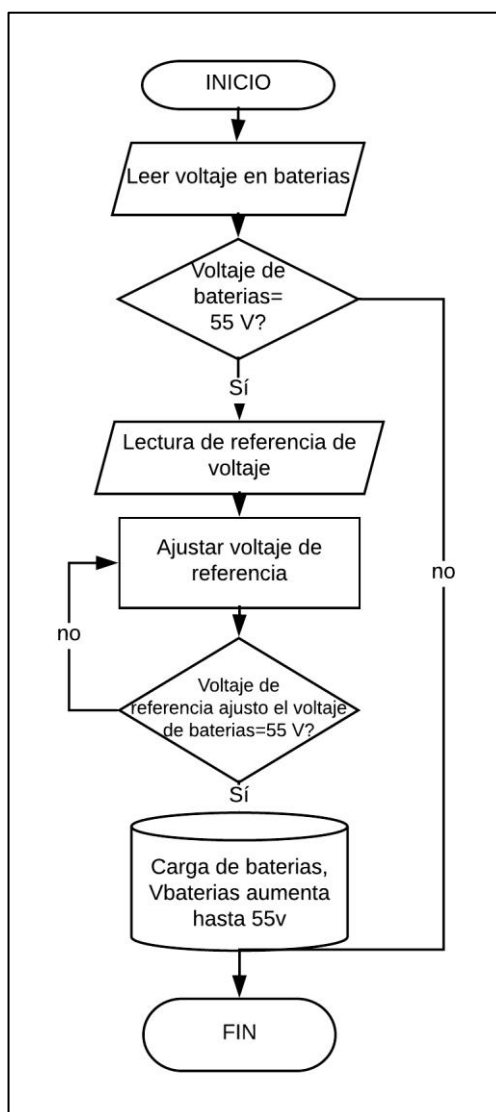 INICIO
Leer voltaje en baterias
Voltaje de
baterias=
55 V?
Sí
Lectura de referencia de
voltaje
Ajustar voltaje de
referencia
no
no
Voltaje de
referencia ajusto el voltaje
de baterias=55 V?
Sí
Carga de baterias,
Vbaterias aumenta
hasta 55v
FIN